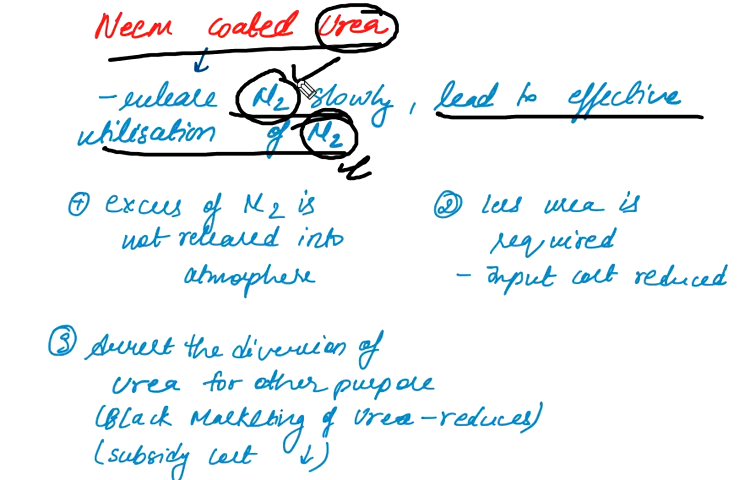 Neem coated Urea
- release N2 slowly, lead to effective
utilisation of N2
① excess of N2 is
not released into
atmosphere
② less urea is
required
- Input cost reduced
③ Arrest the diversion of
Urea for other purpose
(Black Marketing of Urea - reduces)
(subsidy cost ↓)